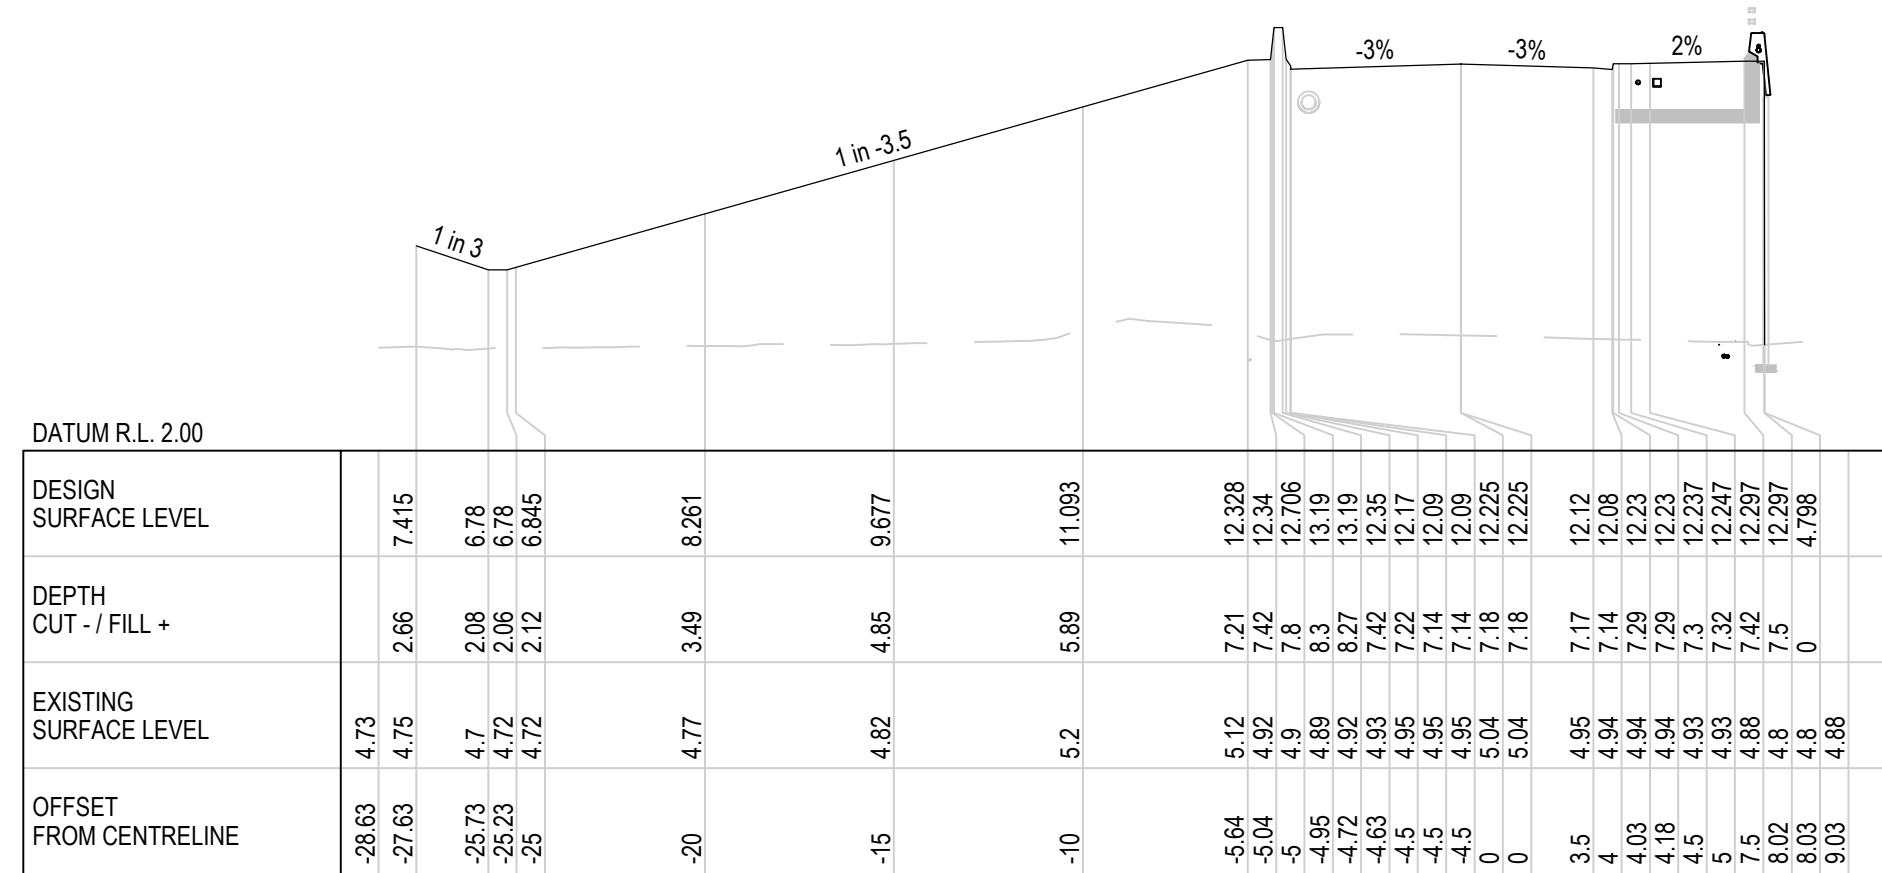 -3%
-3%
2%
1 in -3.5
1 in 3
DATUM R.L. 2.00
DESIGN
SURFACE LEVEL
7.415 6.78 6.78 6.845 8.261 9.677 11.093 12.328 12.34 12.706 13.19 13.19 12.35 12.17 12.09 12.09 12.225 12.225 12.12 12.08 12.23 12.23 12.237 12.247 12.297 12.297 4.798
DEPTH
CUT - / FILL +
2.66 2.08 2.06 2.12 3.49 4.85 5.89 7.21 7.42 7.8 8.3 8.27 7.42 7.22 7.14 7.14 7.18 7.18 7.17 7.14 7.29 7.29 7.3 7.32 7.42 7.5 0
EXISTING
SURFACE LEVEL
4.73 4.75 4.7 4.72 4.72 4.77 4.82 5.2 5.12 4.92 4.9 4.89 4.92 4.93 4.95 4.95 4.95 5.04 5.04 4.95 4.94 4.94 4.94 4.93 4.93 4.88 4.8 4.8 4.88
OFFSET
FROM CENTRELINE
-28.63 -27.63 -25.73 -25.23 -25 -20 -15 -10 -5.64 -5.04 -5 -4.95 -4.72 -4.63 -4.5 -4.5 -4.5 0 0 3.5 4 4.03 4.18 4.5 5 7.5 8.02 8.03 9.03